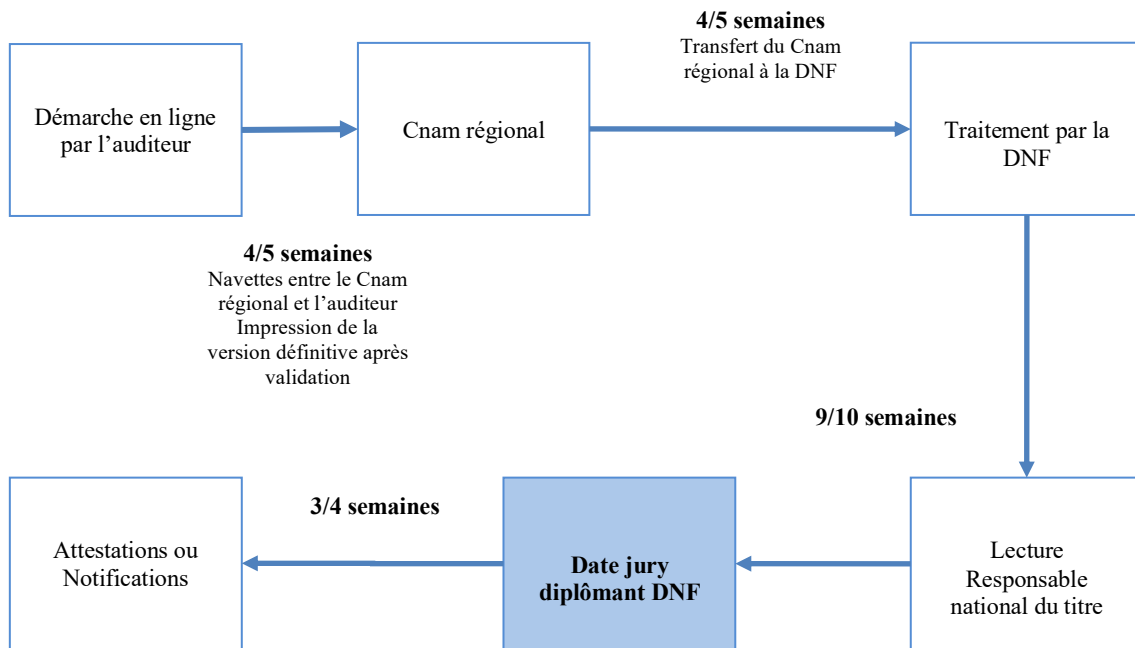 4/5 semaines
Transfert du Cnam
régional à la DNF
Démarche en ligne
par l’auditeur
Cnam régional
Traitement par la
DNF
4/5 semaines
Navettes entre le Cnam
régional et l’auditeur
Impression de la
version définitive après
validation
9/10 semaines
3/4 semaines
Attestations ou
Notifications
Date jury
diplômant DNF
Lecture
Responsable
national du titre